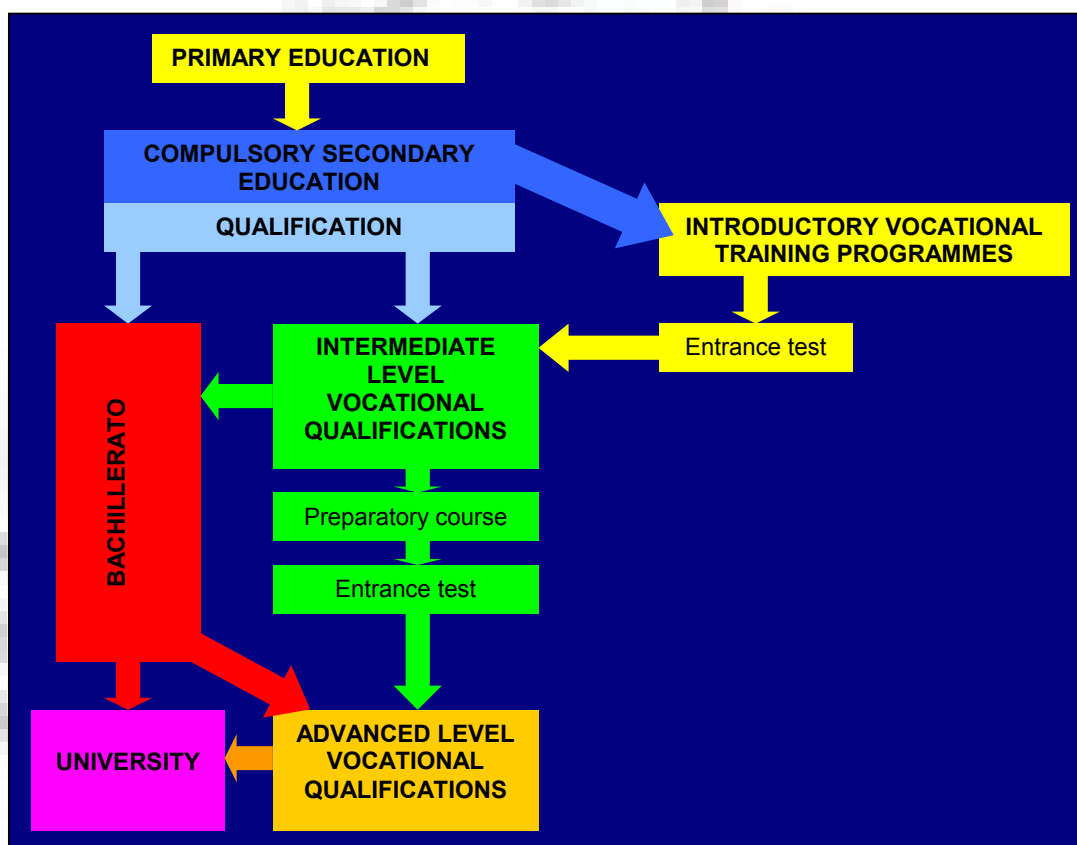 PRIMARY EDUCATION
COMPULSORY SECONDARY
EDUCATION
QUALIFICATION
INTRODUCTORY VOCATIONAL
TRAINING PROGRAMMES
Entrance test
INTERMEDIATE
LEVEL
VOCATIONAL
QUALIFICATIONS
BACHILLERATO
Preparatory course
Entrance test
UNIVERSITY
ADVANCED LEVEL
VOCATIONAL
QUALIFICATIONS